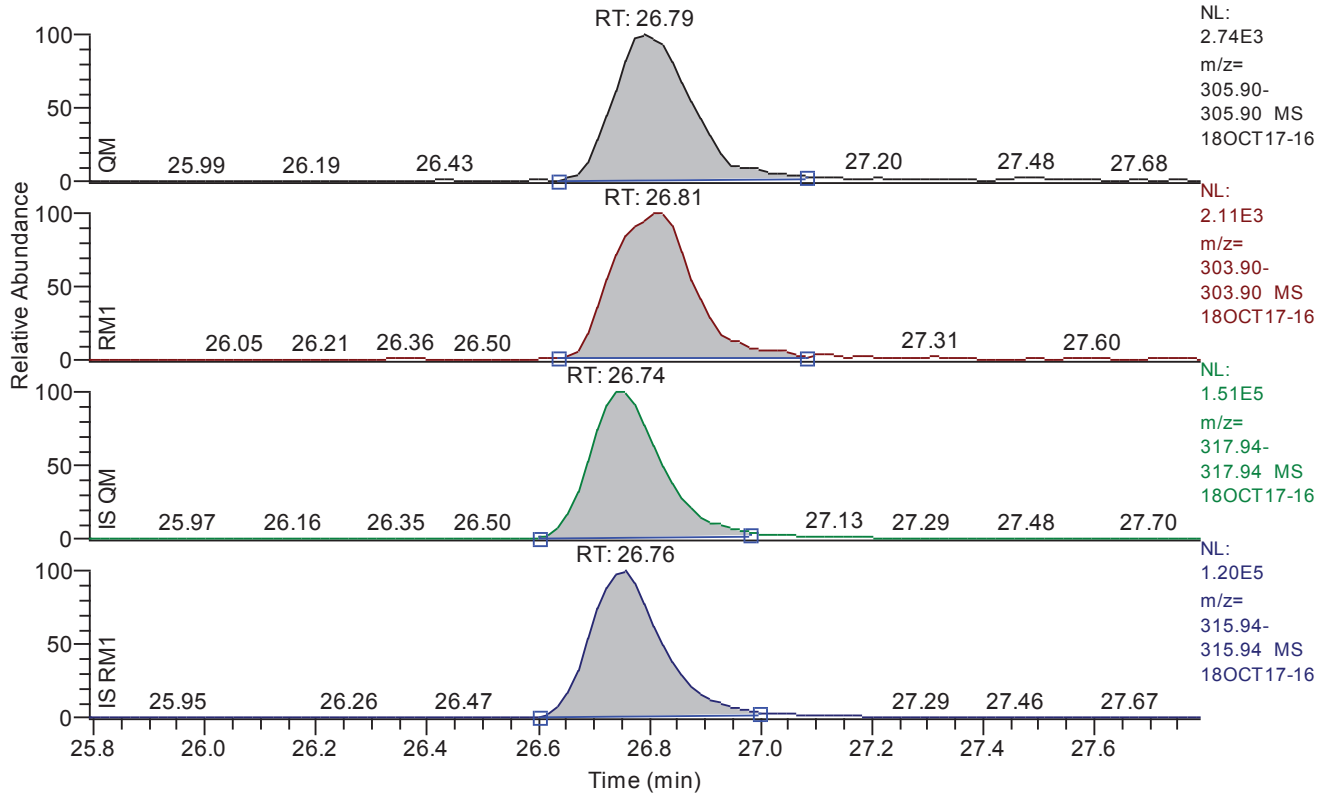 RT: 26.79
100
50
0
QM
25.99 26.19 26.43 27.20 27.48 27.68
NL:
2.74E3
m/z=
305.90-
305.90 MS
18OCT17-16
RT: 26.81
100
50
0
RM1
26.05 26.21 26.36 26.50 27.31 27.60
NL:
2.11E3
m/z=
303.90-
303.90 MS
18OCT17-16
Relative Abundance
RT: 26.74
100
50
0
IS QM
25.97 26.16 26.35 26.50 27.13 27.29 27.48 27.70
NL:
1.51E5
m/z=
317.94-
317.94 MS
18OCT17-16
RT: 26.76
100
50
0
IS RM1
25.95 26.26 26.47 27.29 27.46 27.67
NL:
1.20E5
m/z=
315.94-
315.94 MS
18OCT17-16
25.8 26.0 26.2 26.4 26.6 26.8 27.0 27.2 27.4 27.6
Time (min)